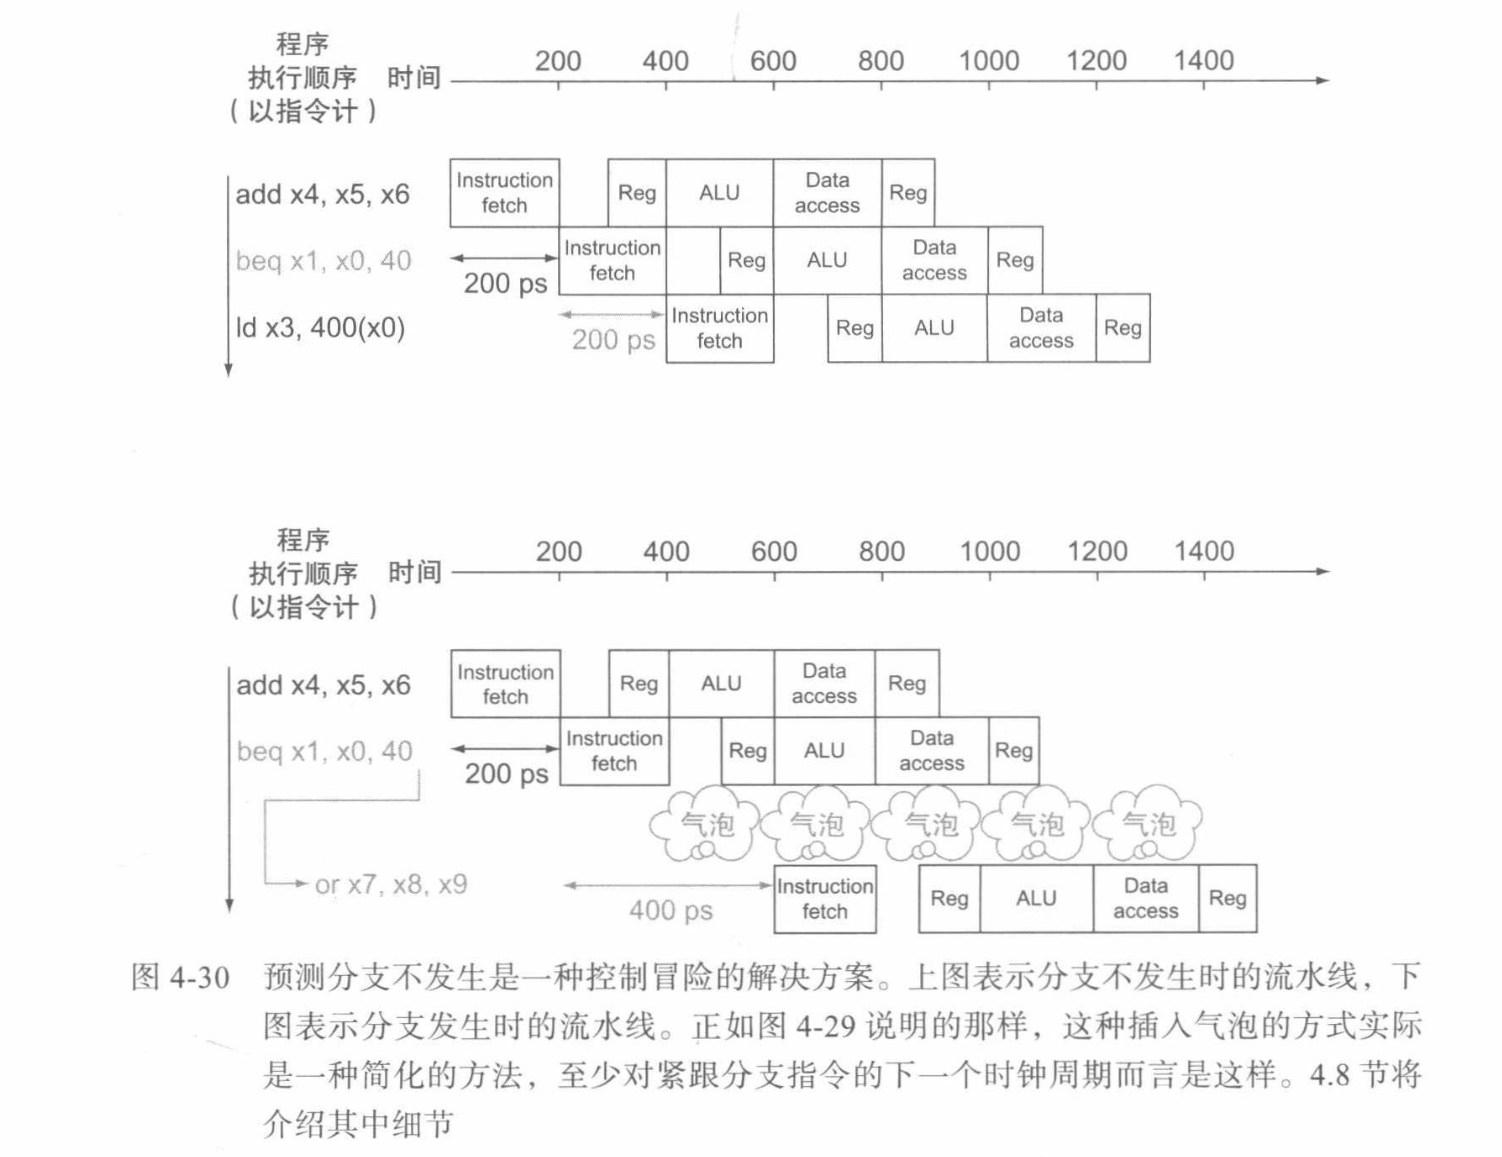 程序
执行顺序 时间
（以指令计）
200 400 600 800 1000 1200 1400
add x4, x5, x6
Instruction fetch Reg ALU Data access Reg
beq x1, x0, 40
200 ps
Instruction fetch Reg ALU Data access Reg
ld x3, 400(x0)
200 ps
Instruction fetch Reg ALU Data access Reg
程序
执行顺序 时间
（以指令计）
200 400 600 800 1000 1200 1400
add x4, x5, x6
Instruction fetch Reg ALU Data access Reg
beq x1, x0, 40
200 ps
Instruction fetch Reg ALU Data access Reg
气泡 气泡 气泡 气泡 气泡
or x7, x8, x9
400 ps
Instruction fetch Reg ALU Data access Reg
图 4-30 预测分支不发生是一种控制冒险的解决方案。上图表示分支不发生时的流水线，下
图表示分支发生时的流水线。正如图 4-29 说明的那样，这种插入气泡的方式实际
是一种简化的方法，至少对紧跟分支指令的下一个时钟周期而言是这样。4.8 节将
介绍其中细节